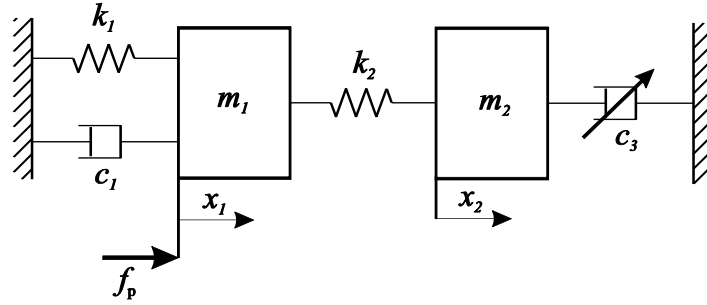 k₁
k₂
m₁
m₂
c₁
c₃
x₁
x₂
fₚ